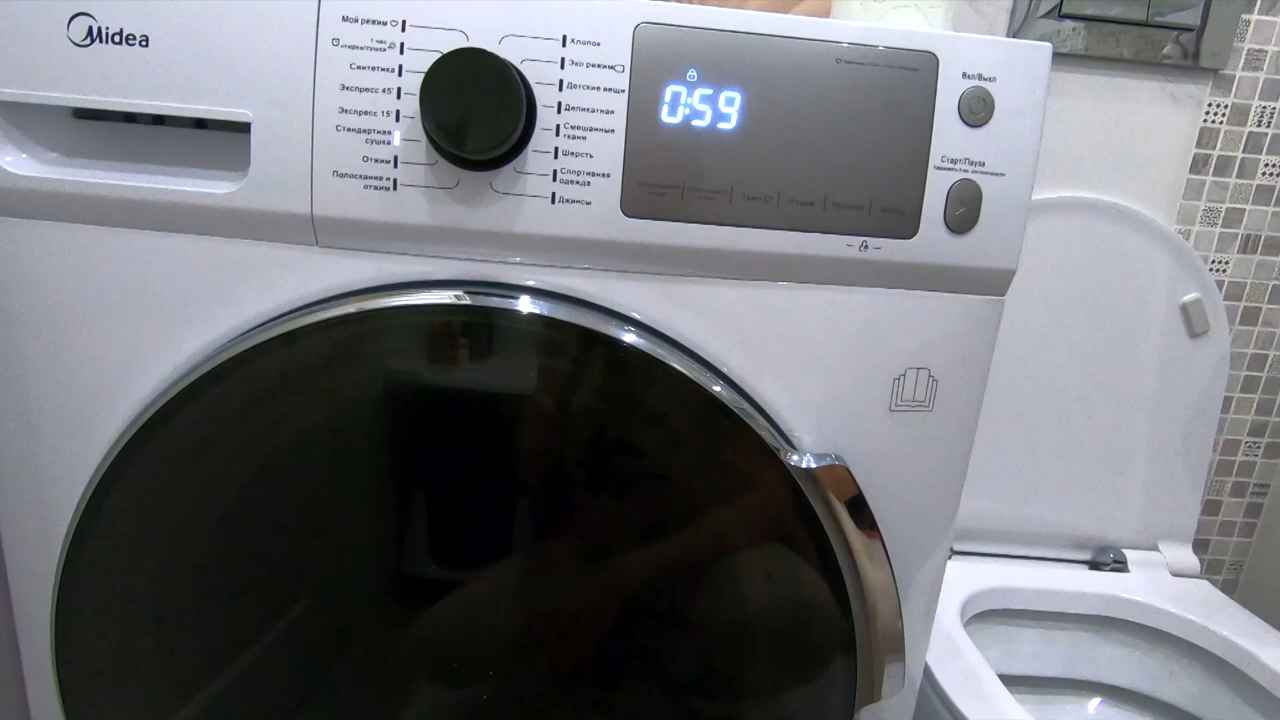 Midea
Мой режим
1 час
стирка/сушка
Синтетика
Экспресс 45'
Экспресс 15'
Стандартная
сушка
Отжим
Полоскание и
отжим
Хлопок
Эко режим
Детские вещи
Деликатная
Смешанные
ткани
Шерсть
Спортивная
одежда
Джинсы
0:59
Вкл/Выкл
Старт/Пауза